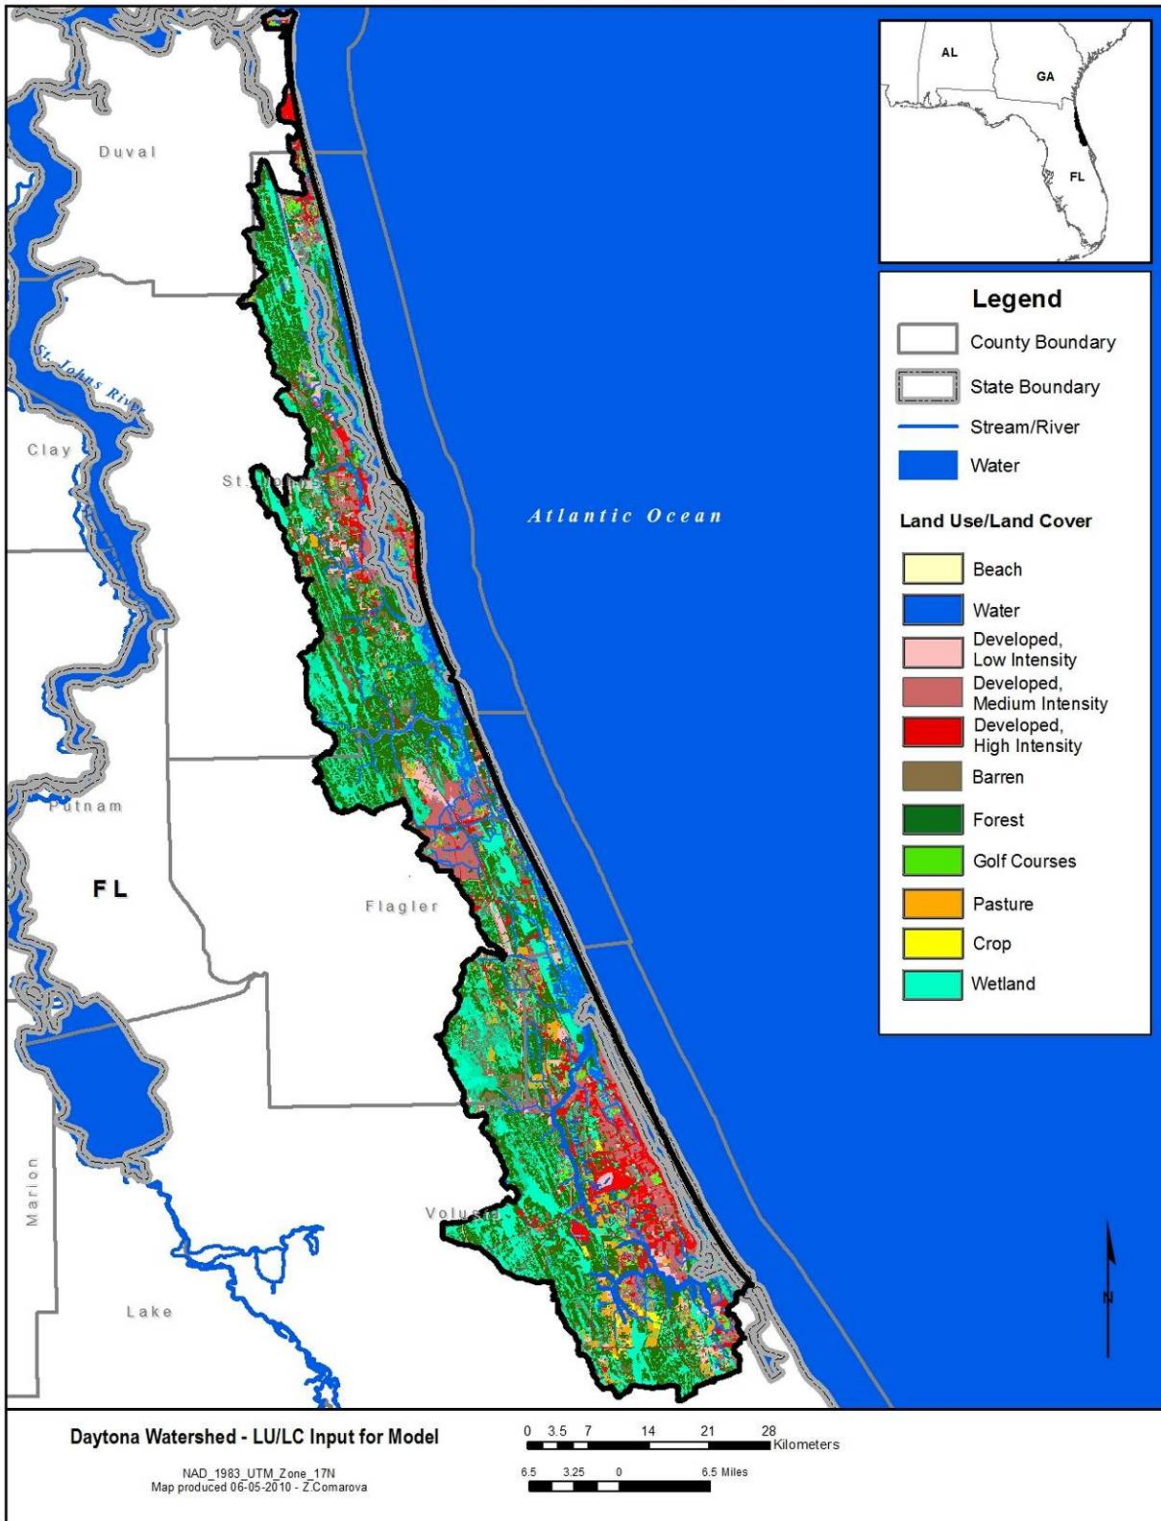 AL
GA
FL
Duval
St. Johns River
Clay
St. Johns
Atlantic Ocean
Putnam
FL
Flagler
Marion
Volusia
Lake
N
Legend
County Boundary
State Boundary
Stream/River
Water
Land Use/Land Cover
Beach
Water
Developed,
Low Intensity
Developed,
Medium Intensity
Developed,
High Intensity
Barren
Forest
Golf Courses
Pasture
Crop
Wetland
Daytona Watershed - LU/LC Input for Model
NAD_1983_UTM_Zone_17N
Map produced 06-05-2010 - Z.Comarova
0 3.5 7 14 21 28
Kilometers
6.5 3.25 0 6.5 Miles